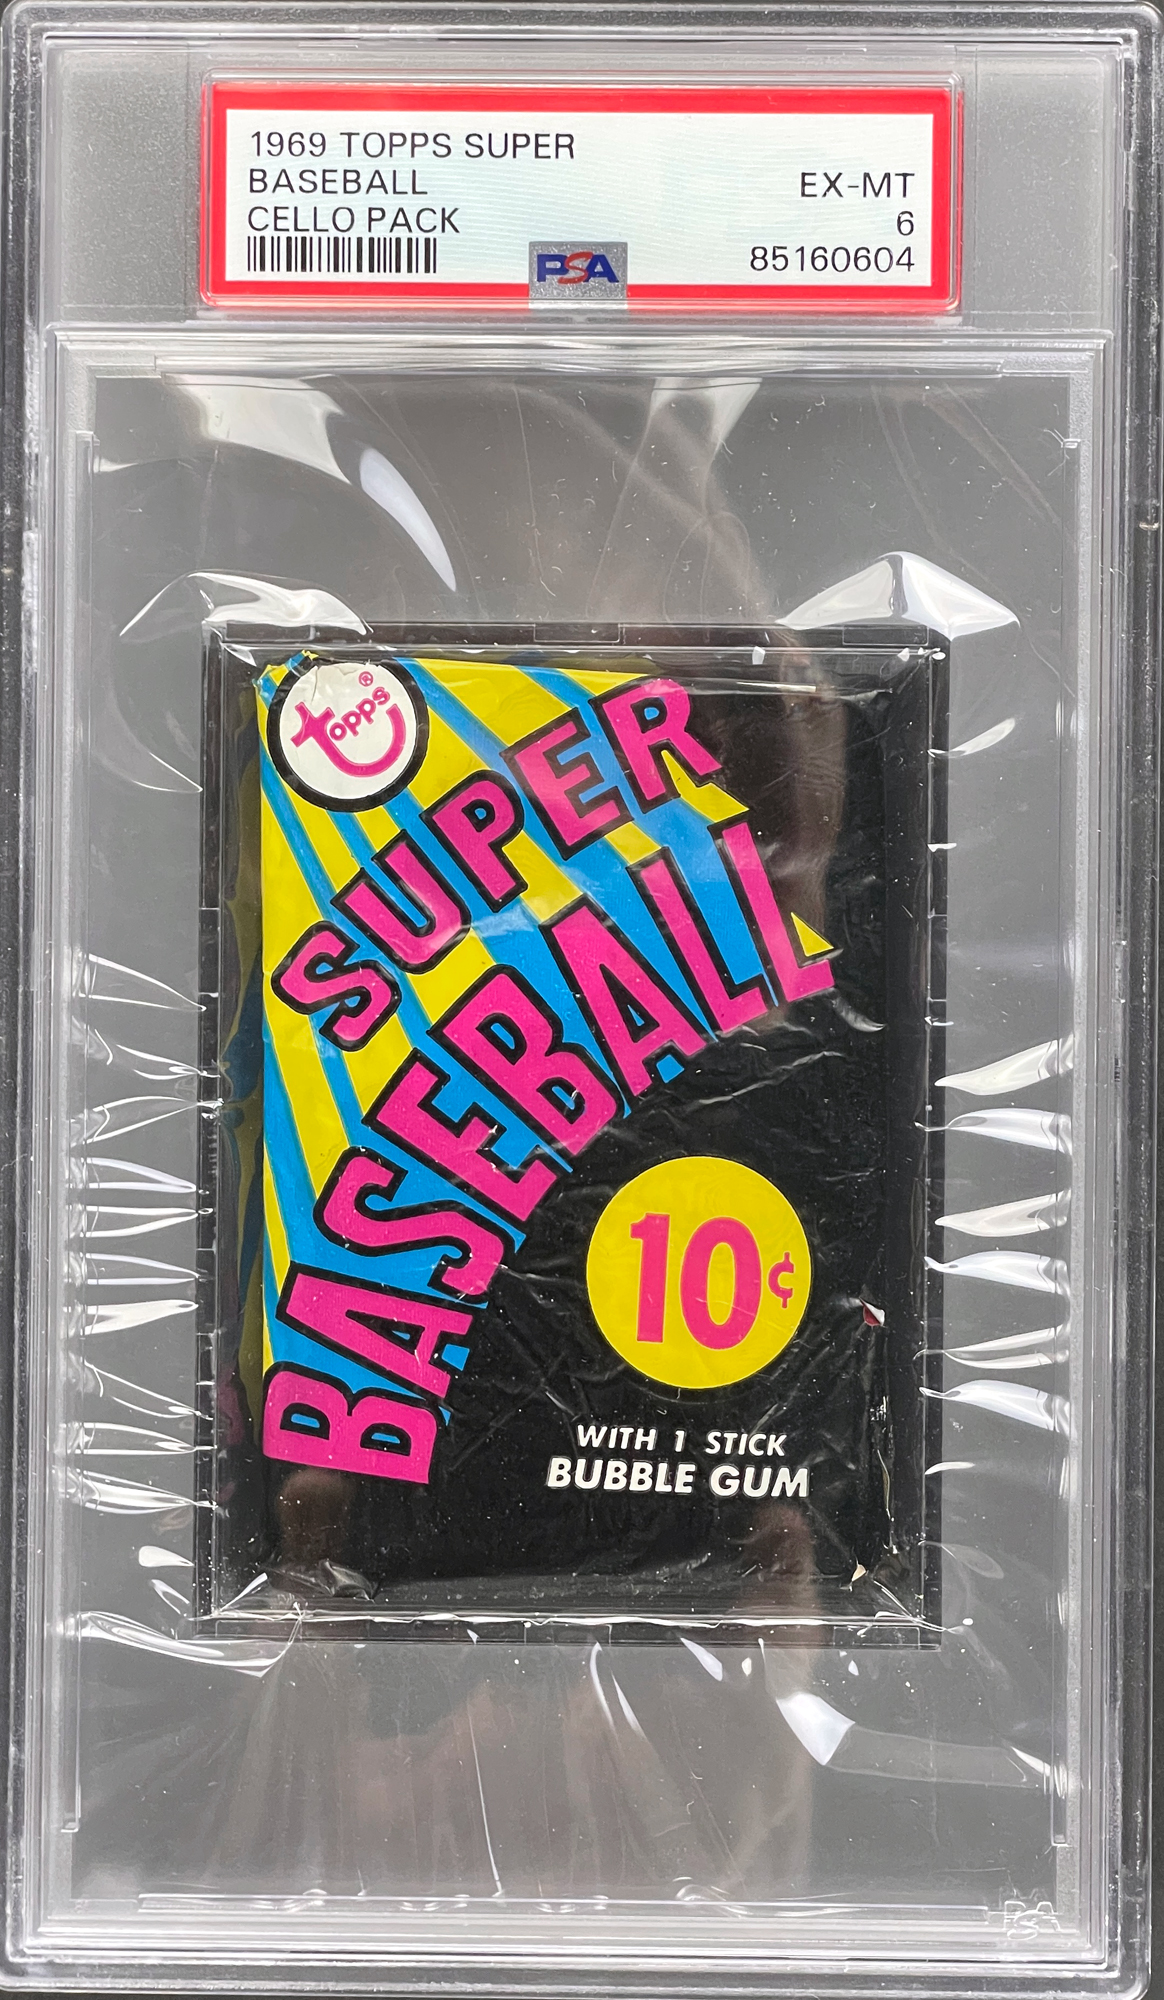 1969 TOPPS SUPER
BASEBALL
CELLO PACK
EX-MT
6
85160604
PSA
topps®
SUPER
BASEBALL
10¢
WITH 1 STICK
BUBBLE GUM
PSA